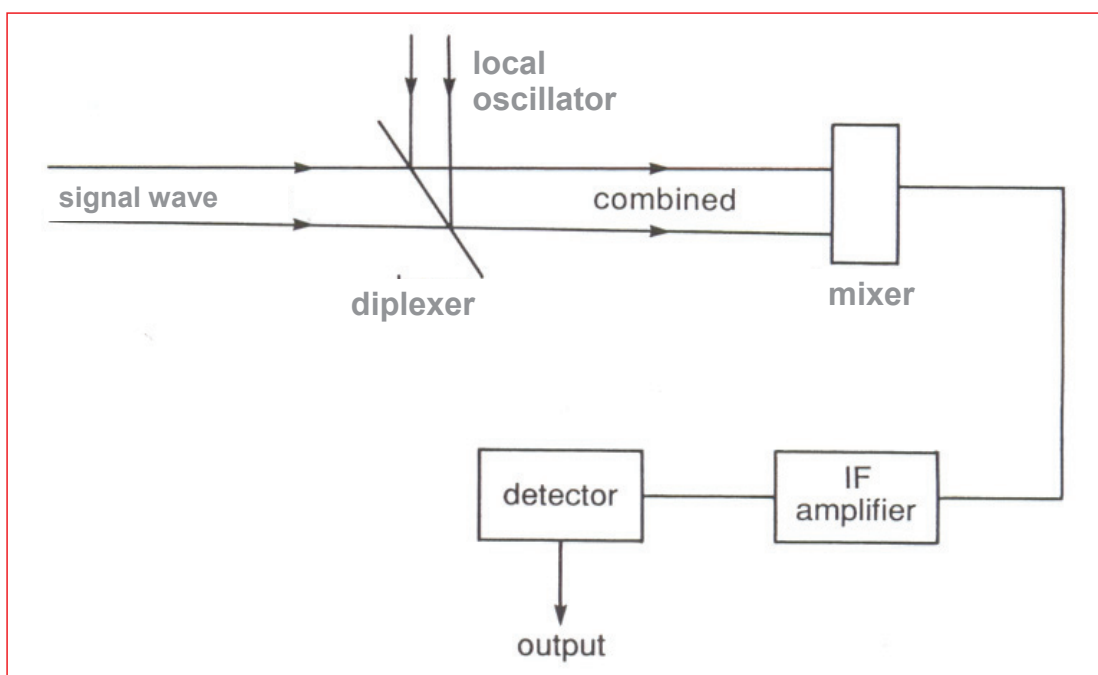 local
oscillator
signal wave
combined
diplexer
mixer
detector
IF
amplifier
output